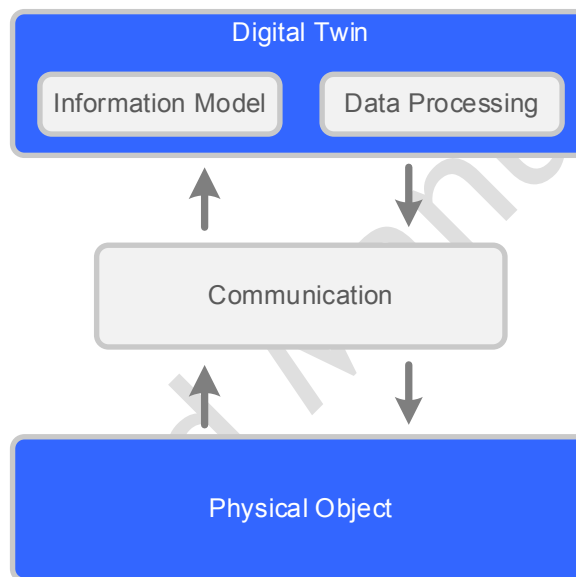 Digital Twin
Information Model
Data Processing
Communication
Physical Object